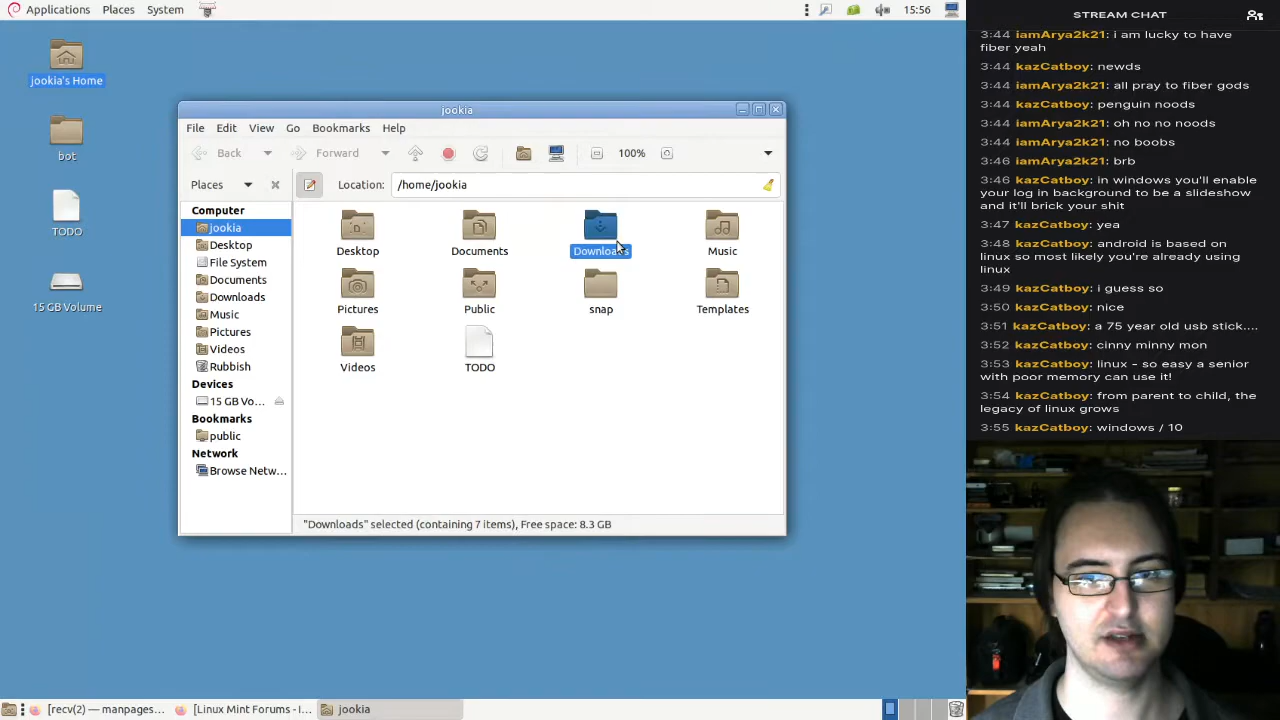 Applications Places System 15:56
jookia's Home
bot
TODO
15 GB Volume
jookia
File Edit View Go Bookmarks Help
Back Forward 100%
Places Location: /home/jookia
Computer
jookia
Desktop
File System
Documents
Downloads
Music
Pictures
Videos
Rubbish
Devices
15 GB Vo...
Bookmarks
public
Network
Browse Netw...
Desktop Documents Downloads Music
Pictures Public snap Templates
Videos TODO
"Downloads" selected (containing 7 items), Free space: 8.3 GB
[recv(2) — manpages... [Linux Mint Forums - I... jookia
STREAM CHAT
3:44 iamArya2k21: i am lucky to have
fiber yeah
3:44 kazCatboy: newds
3:44 iamArya2k21: all pray to fiber gods
3:44 kazCatboy: penguin noods
3:44 iamArya2k21: oh no no noods
3:44 iamArya2k21: no boobs
3:46 iamArya2k21: brb
3:46 kazCatboy: in windows you'll enable
your log in background to be a slideshow
and it'll brick your shit
3:47 kazCatboy: yea
3:48 kazCatboy: android is based on
linux so most likely you're already using
linux
3:49 kazCatboy: i guess so
3:50 kazCatboy: nice
3:51 kazCatboy: a 75 year old usb stick....
3:52 kazCatboy: cinny minny mon
3:53 kazCatboy: linux - so easy a senior
with poor memory can use it!
3:54 kazCatboy: from parent to child, the
legacy of linux grows
3:55 kazCatboy: windows / 10